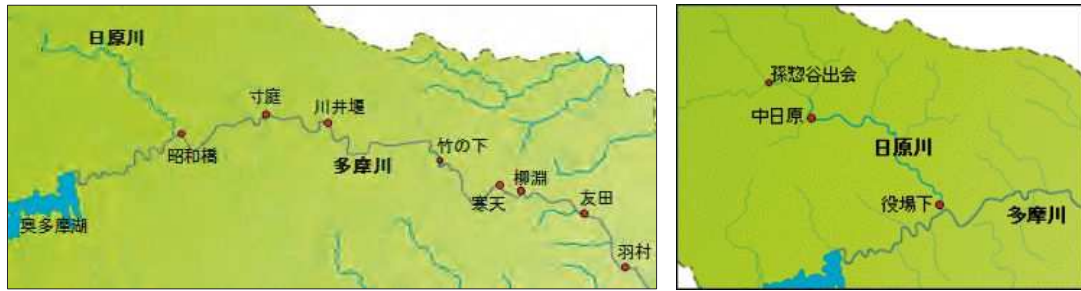 日原川
寸庭
川井堰
昭和橋
多摩川
竹の下
寒天
柳淵
友田
奥多摩湖
羽村
孫惣谷出会
中日原
日原川
役場下
多摩川